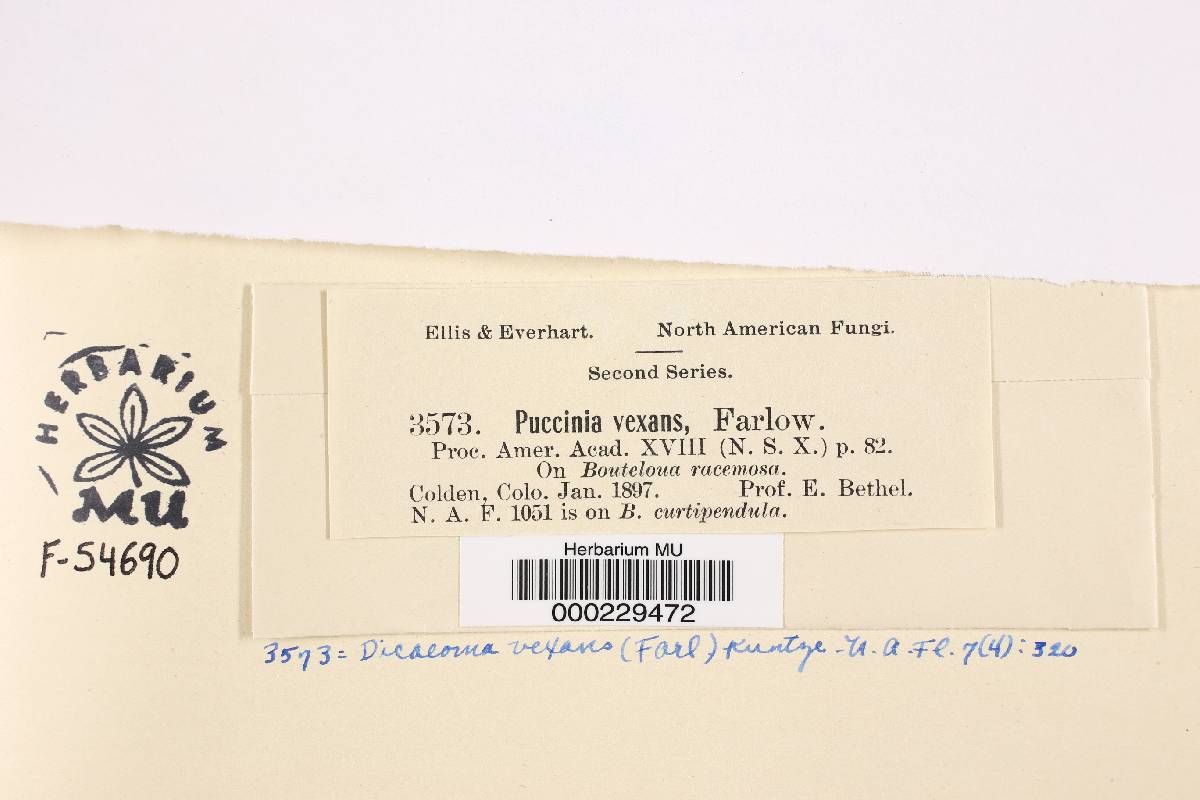 Ellis & Everhart. North American Fungi.
Second Series.
3573. Puccinia vexans, Farlow.
Proc. Amer. Acad. XVIII (N. S. X.) p. 82.
On Bouteloua racemosa.
Colden, Colo. Jan. 1897. Prof. E. Bethel.
N. A. F. 1051 is on B. curtipendula.
HERBARIUM
MU
F-54690
Herbarium MU
000229472
3573 = Dicaeoma vexans (Farl) Kuntze - N. A. Fl. 7(4): 320